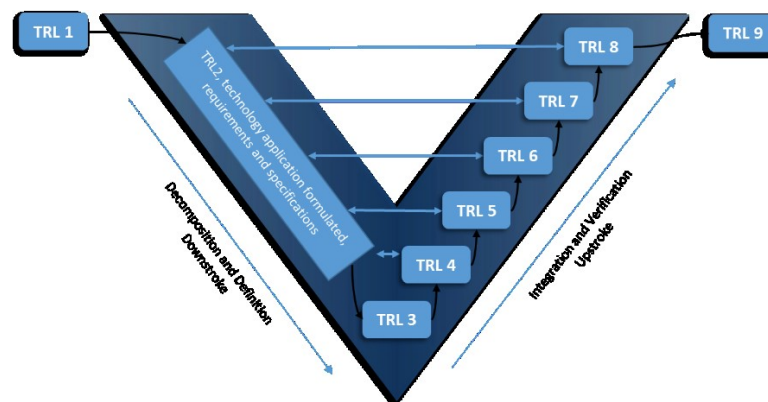 TRL 1
TRL2, technology application formulated,
requirements and specifications
TRL 3
TRL 4
TRL 5
TRL 6
TRL 7
TRL 8
TRL 9
Decomposition and Definition
Downstroke
Integration and Verification
Upstroke